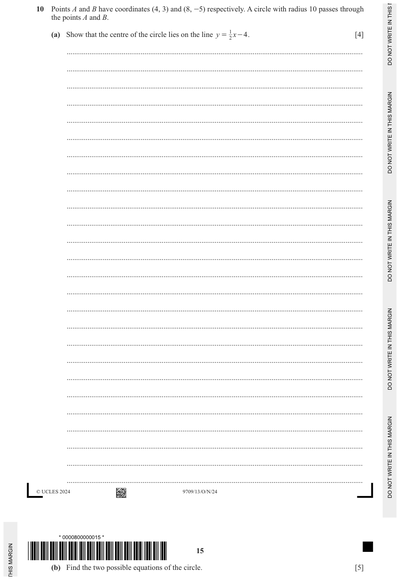 10 Points A and B have coordinates (4, 3) and (8, −5) respectively. A circle with radius 10 passes through
the points A and B.
(a) Show that the centre of the circle lies on the line y = ½x − 4. [4]
DO NOT WRITE IN THIS M
DO NOT WRITE IN THIS MARGIN
DO NOT WRITE IN THIS MARGIN
DO NOT WRITE IN THIS MARGIN
DO NOT WRITE IN THIS MARGIN
© UCLES 2024
9709/13/O/N/24
THIS MARGIN
* 0000800000015 *
15
(b) Find the two possible equations of the circle. [5]